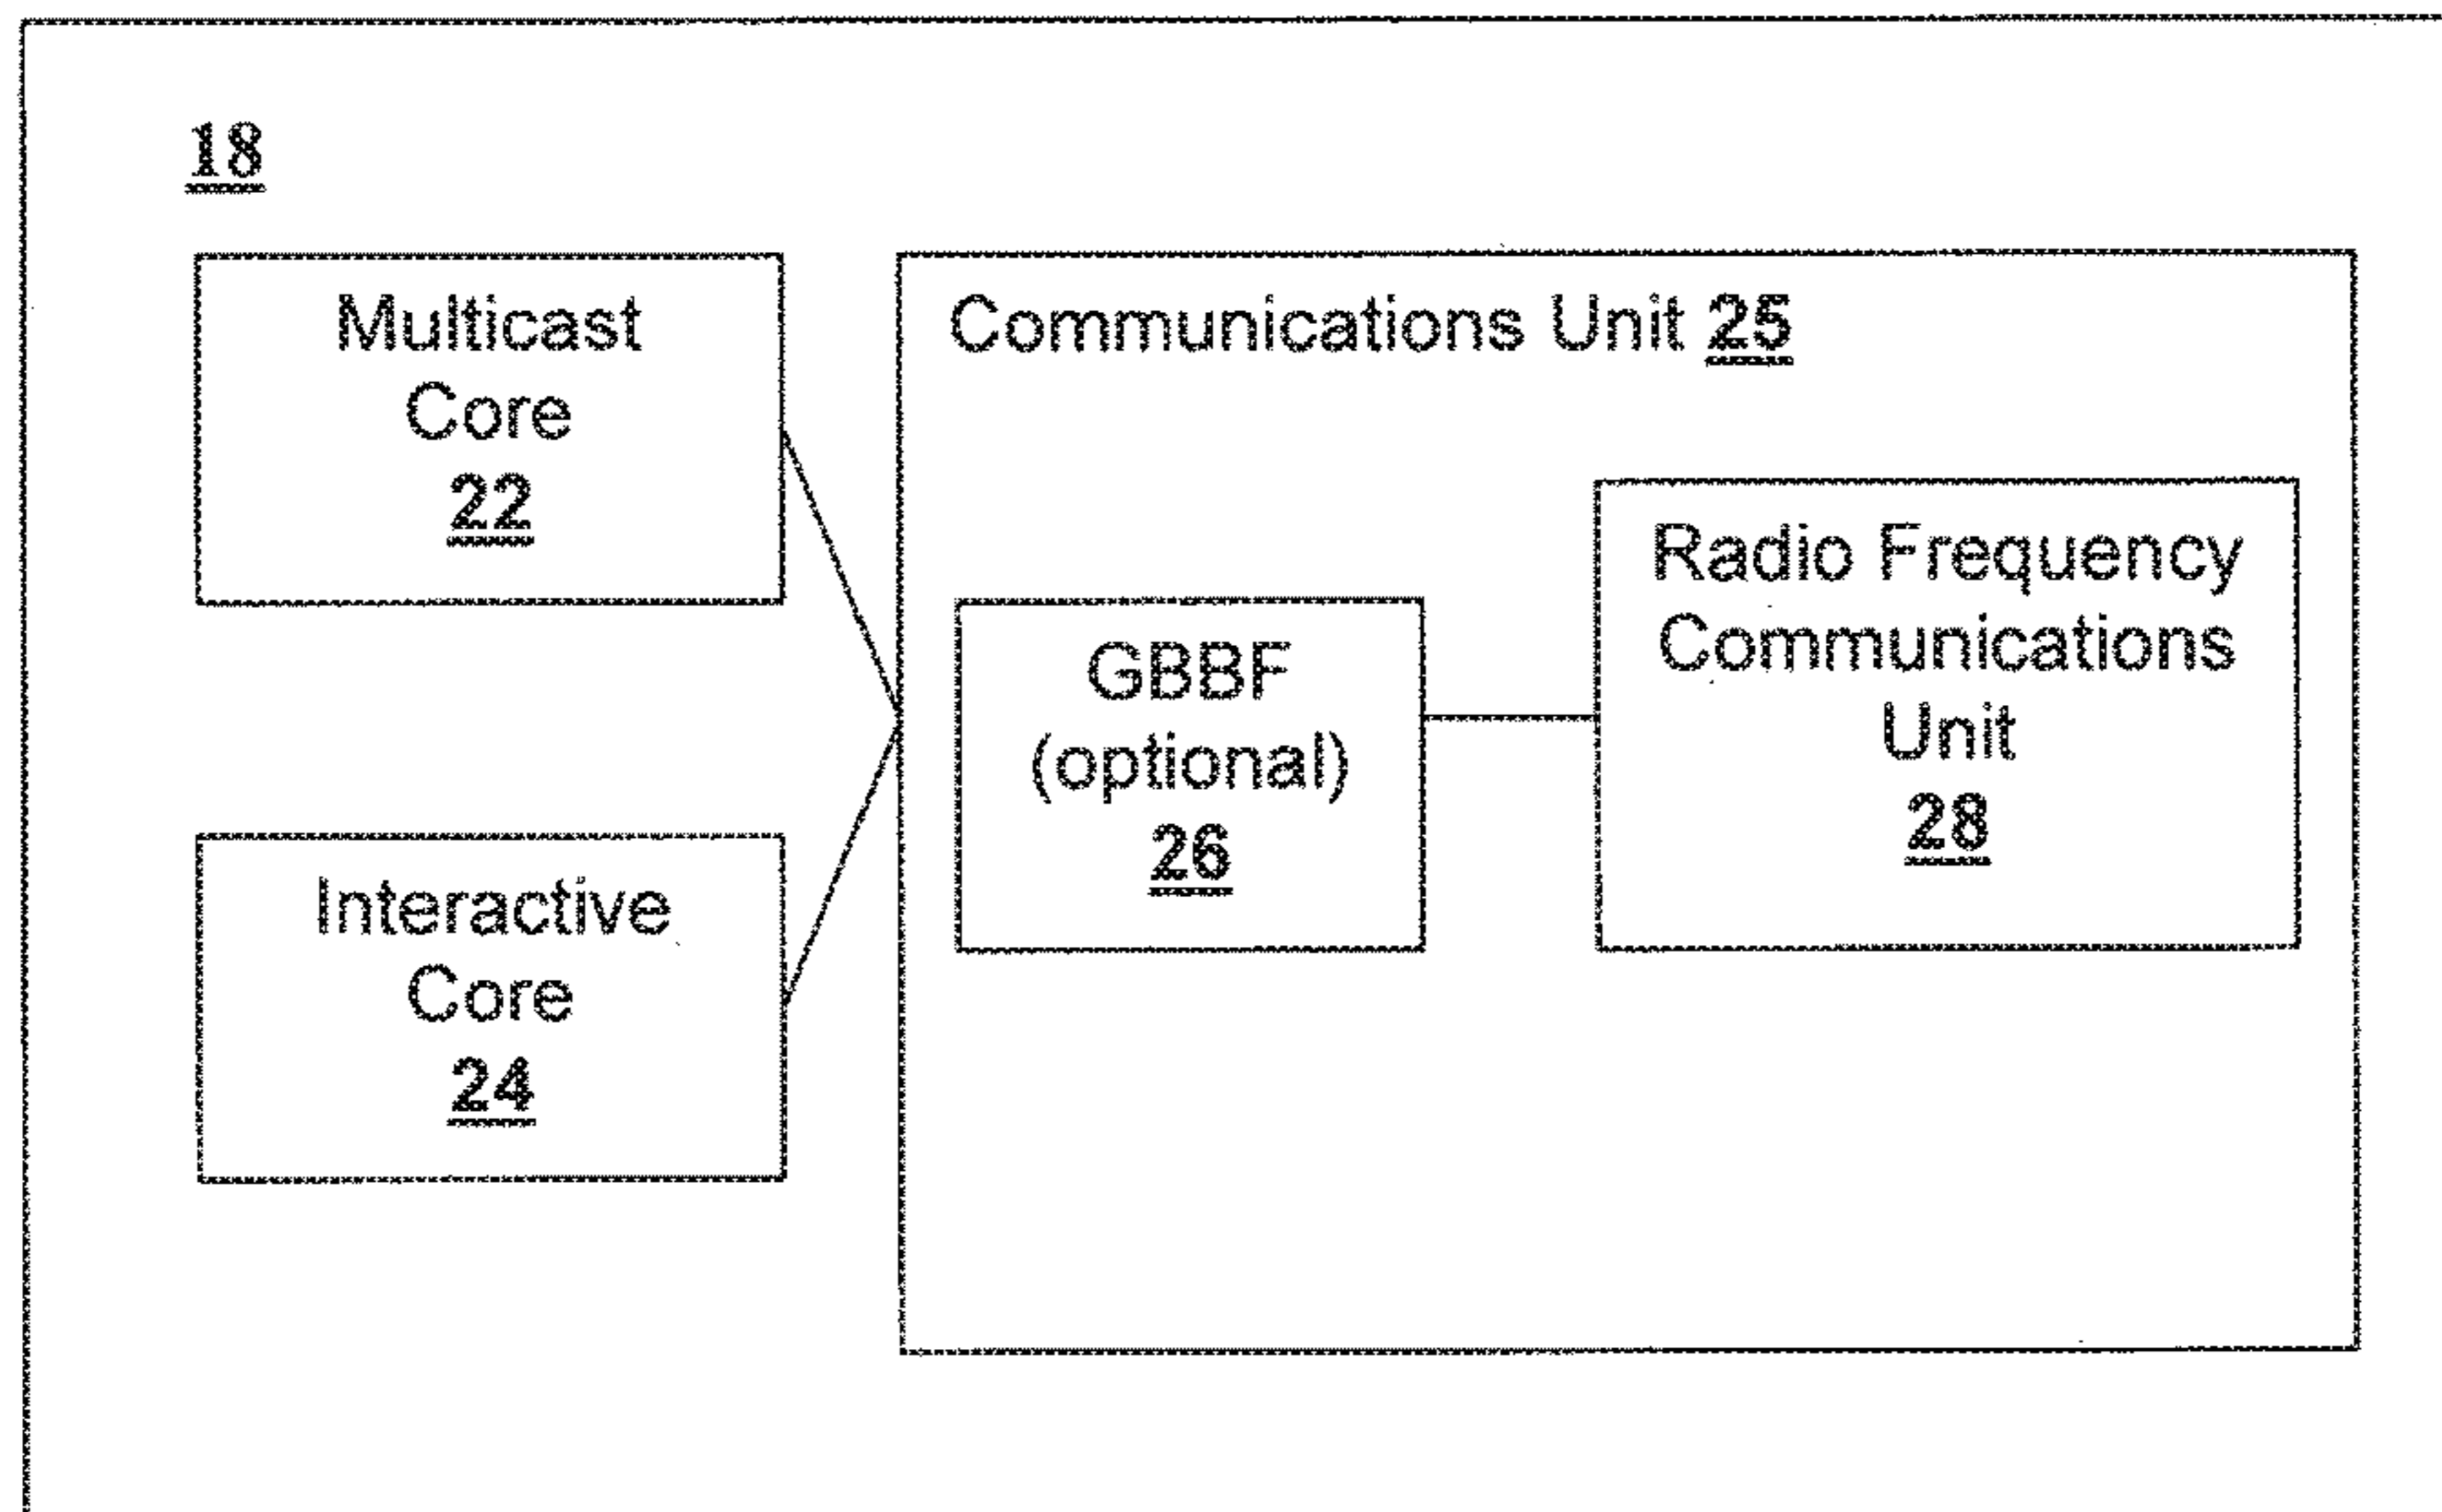 18
Multicast
Core
22
Communications Unit 25
GBBF
(optional)
26
Radio Frequency
Communications
Unit
28
Interactive
Core
24